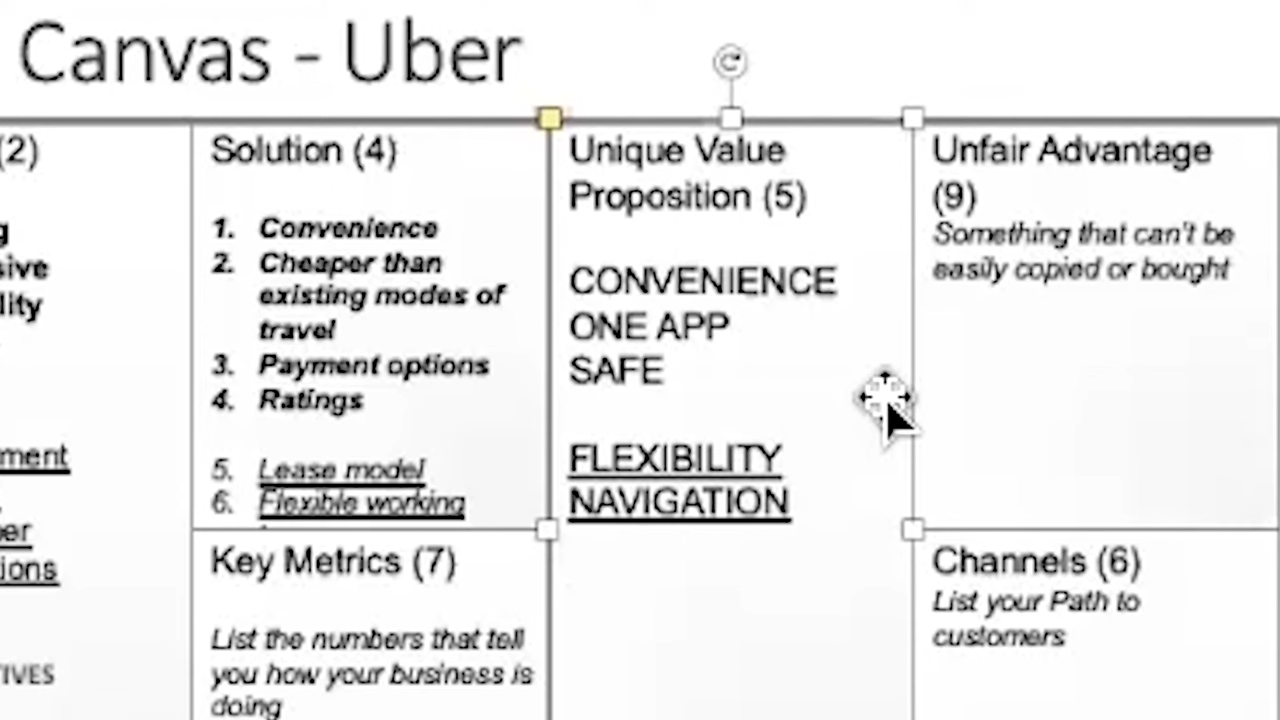 Canvas - Uber
(2)
Solution (4)
1. Convenience
2. Cheaper than
existing modes of
travel
3. Payment options
4. Ratings
5. Lease model
6. Flexible working
Key Metrics (7)
List the numbers that tell
you how your business is
doing
Unique Value
Proposition (5)
CONVENIENCE
ONE APP
SAFE
FLEXIBILITY
NAVIGATION
Unfair Advantage
(9)
Something that can't be
easily copied or bought
Channels (6)
List your Path to
customers